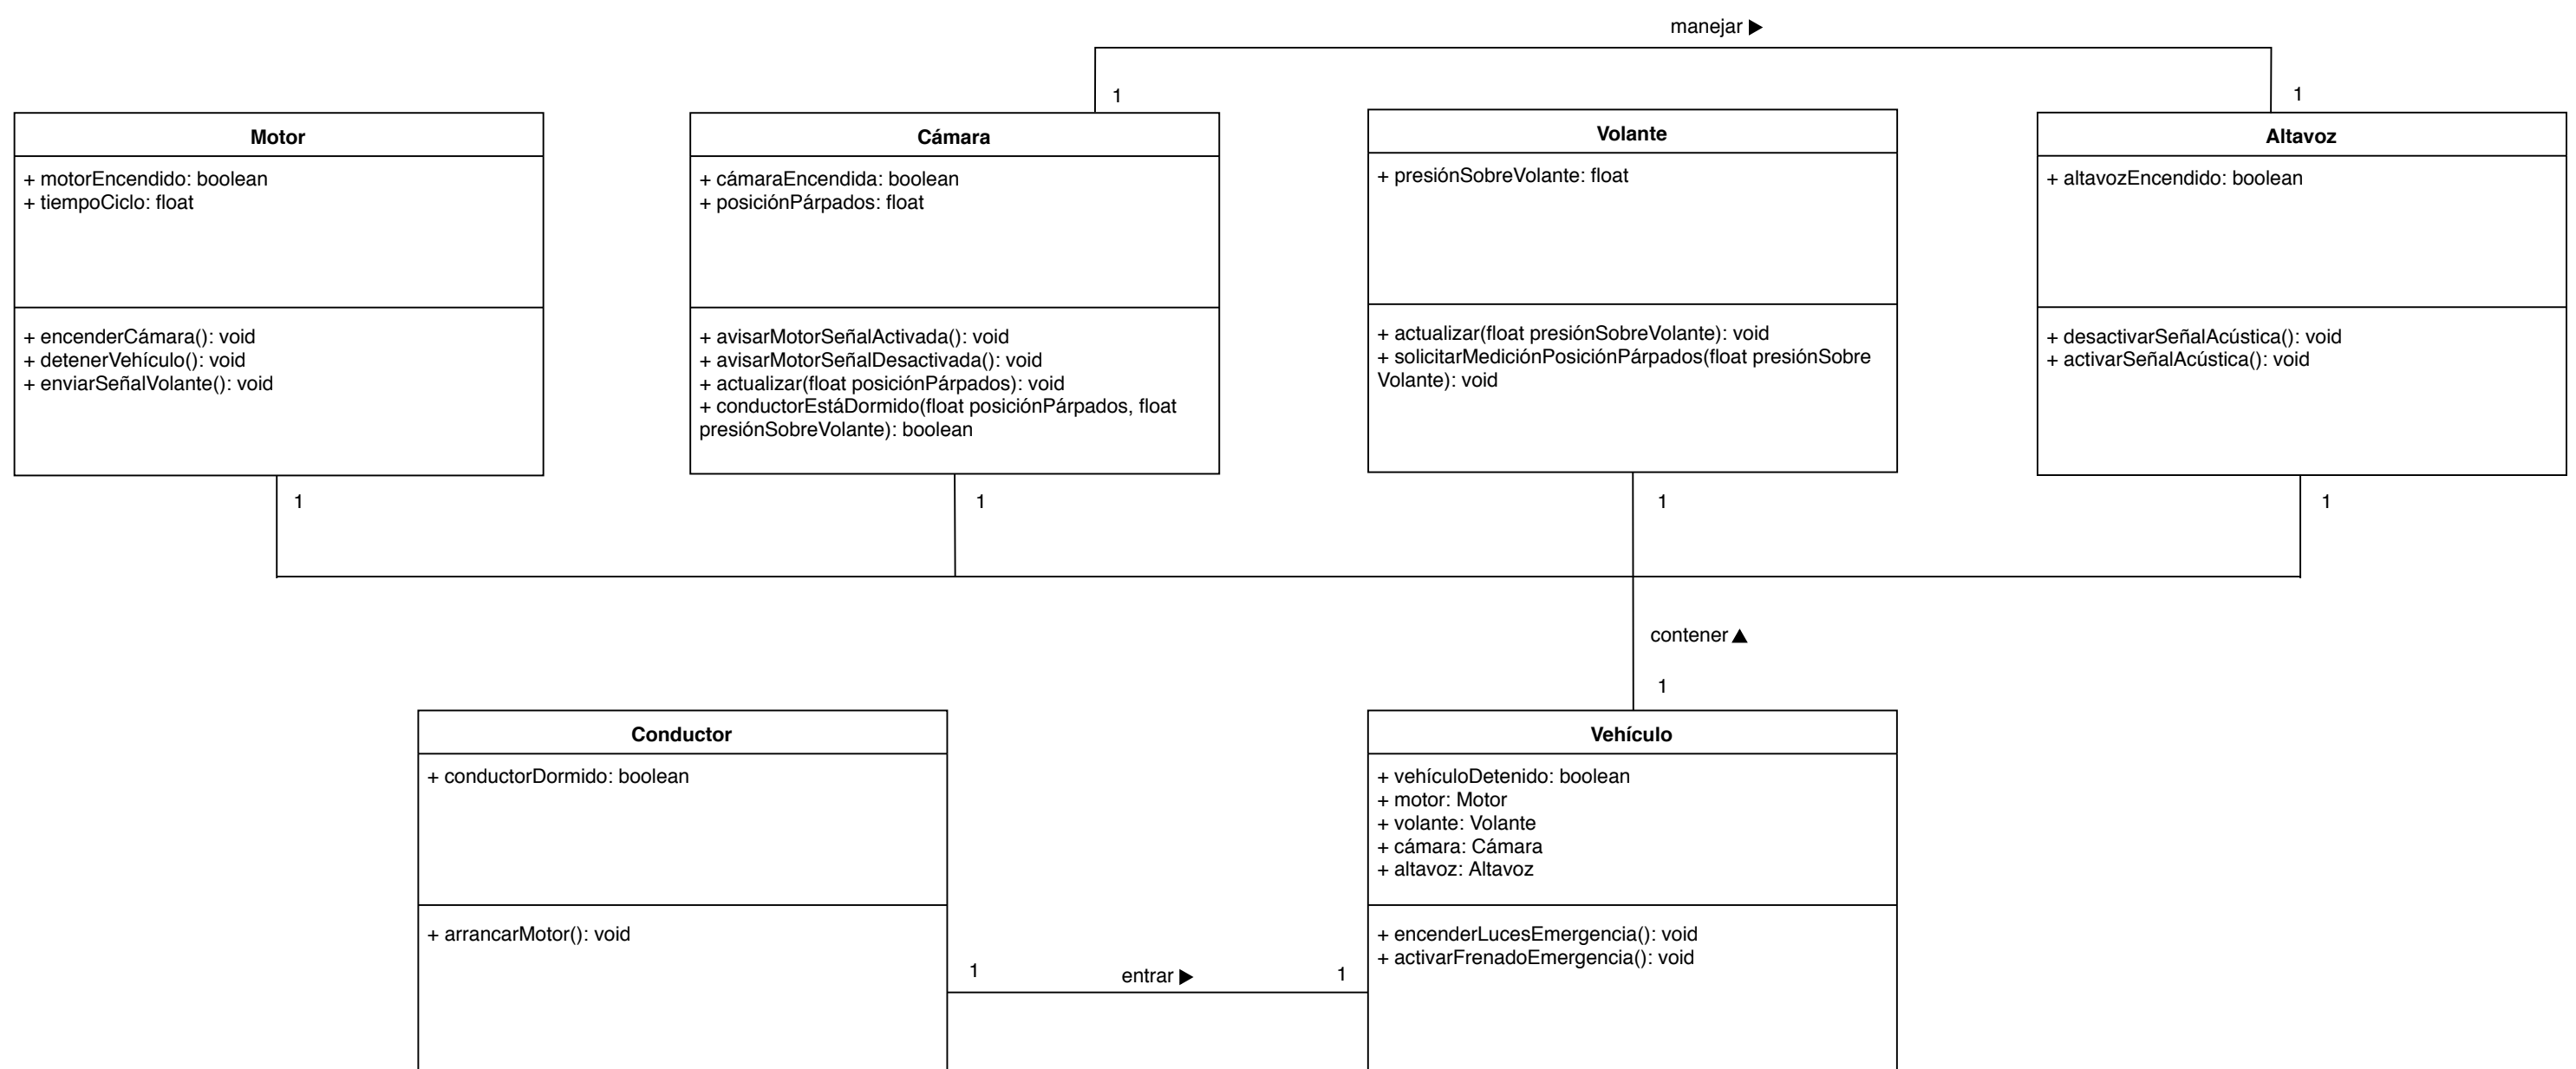 manejar ▶
1
1
Motor
+ motorEncendido: boolean
+ tiempoCiclo: float
+ encenderCámara(): void
+ detenerVehículo(): void
+ enviarSeñalVolante(): void
1
Cámara
+ cámaraEncendida: boolean
+ posiciónPárpados: float
+ avisarMotorSeñalActivada(): void
+ avisarMotorSeñalDesactivada(): void
+ actualizar(float posiciónPárpados): void
+ conductorEstáDormido(float posiciónPárpados, float
presiónSobreVolante): boolean
1
Volante
+ presiónSobreVolante: float
+ actualizar(float presiónSobreVolante): void
+ solicitarMediciónPosiciónPárpados(float presiónSobre
Volante): void
1
Altavoz
+ altavozEncendido: boolean
+ desactivarSeñalAcústica(): void
+ activarSeñalAcústica(): void
1
contener ▲
1
Conductor
+ conductorDormido: boolean
+ arrancarMotor(): void
1
entrar ▶
1
Vehículo
+ vehículoDetenido: boolean
+ motor: Motor
+ volante: Volante
+ cámara: Cámara
+ altavoz: Altavoz
+ encenderLucesEmergencia(): void
+ activarFrenadoEmergencia(): void